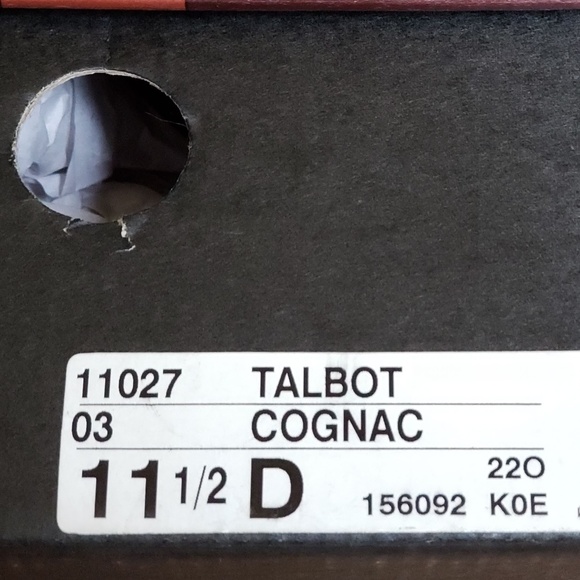 11027 TALBOT
03 COGNAC
11 1/2 D 22O
156092 K0E